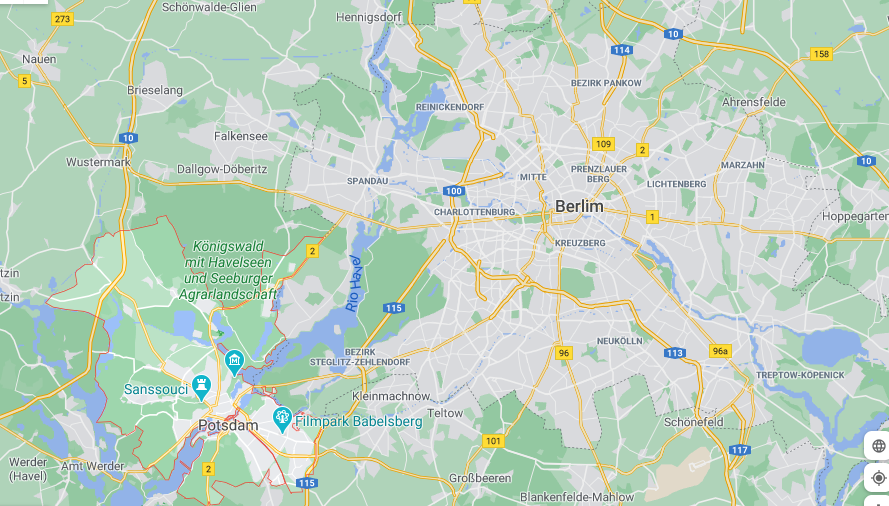 Schönwalde-Glien
273
Hennigsdorf
10
114
158
Nauen
5
Brieselang
BEZIRK PANKOW
REINICKENDORF
Ahrensfelde
Falkensee
10
109
2
Wustermark
Dallgow-Döberitz
10
MARZAHN
PRENZLAUER
BERG
SPANDAU
MITTE
LICHTENBERG
100
CHARLOTTENBURG
Berlim
1
Hoppegarten
KREUZBERG
Königswald
mit Havelseen
und Seeburger
Agrarlandschaft
2
tzin
Rio Havel
tzin
115
NEUKÖLLN
BEZIRK
STEGLITZ-ZEHLENDORF
96
113
96a
TREPTOW-KÖPENICK
Sanssouci
Kleinmachnow
Teltow
Potsdam
Filmpark Babelsberg
Schönefeld
101
117
Werder
(Havel)
Amt Werder
2
115
Großbeeren
Blankenfelde-Mahlow